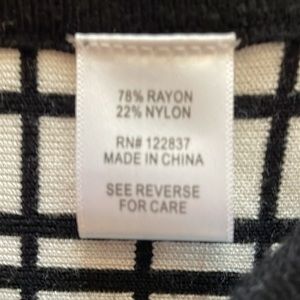 78% RAYON
22% NYLON
RN# 122837
MADE IN CHINA
SEE REVERSE
FOR CARE